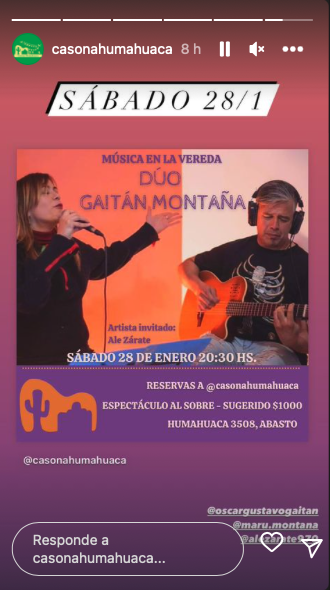 casonahumahuaca 8 h
SÁBADO 28/1
MÚSICA EN LA VEREDA
DÚO
GAITÁN MONTAÑA
Artista invitado:
Ale Zárate
SÁBADO 28 DE ENERO 20:30 HS.
RESERVAS A @casonahumahuaca
ESPECTÁCULO AL SOBRE - SUGERIDO $1000
HUMAHUACA 3508, ABASTO
@casonahumahuaca
@oscargustavogaitan
@maru.montana
@alezarate979
Responde a
casonahumahuaca...